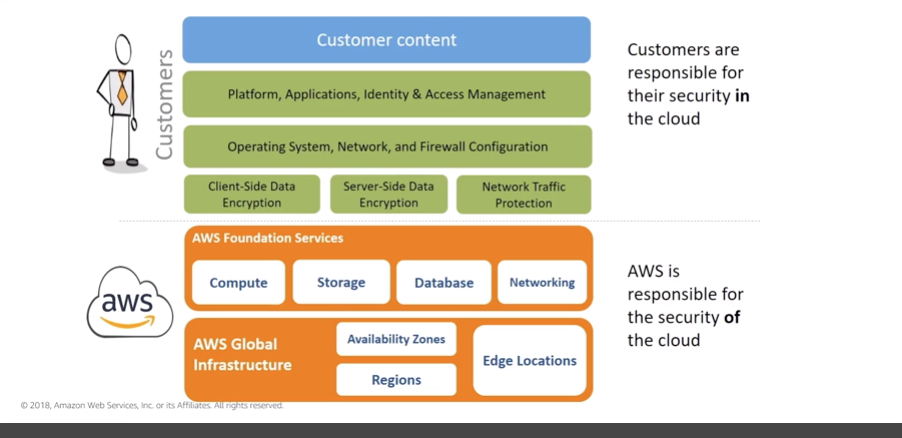 Customers
Customer content
Platform, Applications, Identity & Access Management
Operating System, Network, and Firewall Configuration
Client-Side Data
Encryption
Server-Side Data
Encryption
Network Traffic
Protection
Customers are
responsible for
their security in
the cloud
aws
AWS Foundation Services
Compute
Storage
Database
Networking
AWS Global
Infrastructure
Availability Zones
Regions
Edge Locations
AWS is
responsible for
the security of
the cloud
© 2018, Amazon Web Services, Inc. or its Affiliates. All rights reserved.